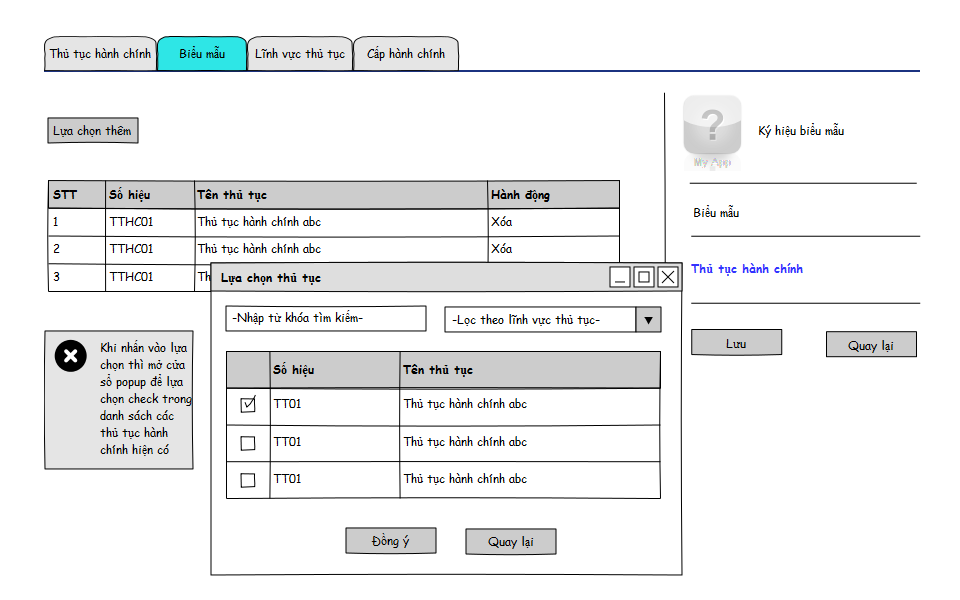 Thủ tục hành chính
Biểu mẫu
Lĩnh vực thủ tục
Cấp hành chính
Lựa chọn thêm
STT Số hiệu Tên thủ tục Hành động
1 TTHC01 Thủ tục hành chính abc Xóa
2 TTHC01 Thủ tục hành chính abc Xóa
3 TTHC01 Th
Khi nhấn vào lựa
chọn thì mở cửa
sổ popup để lựa
chọn check trong
danh sách các
thủ tục hành
chính hiện có
Lựa chọn thủ tục
-Nhập từ khóa tìm kiếm-
-Lọc theo lĩnh vực thủ tục-
Số hiệu Tên thủ tục
TT01 Thủ tục hành chính abc
TT01 Thủ tục hành chính abc
TT01 Thủ tục hành chính abc
Đồng ý
Quay lại
?
My App
Ký hiệu biểu mẫu
Biểu mẫu
Thủ tục hành chính
Lưu
Quay lại